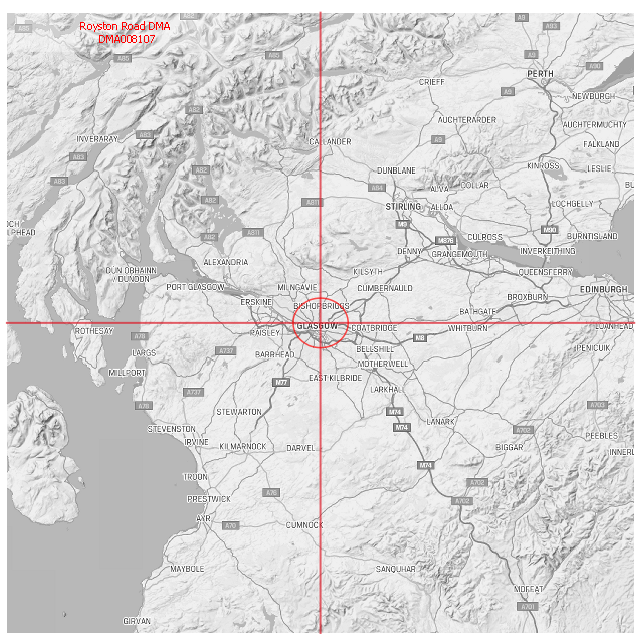 Royston Road DMA
DMA008107
A85
A9
A93
A85
A85
A9
PERTH
A90
CRIEFF
A9
NEWBURGH
A82
AUCHTERARDER
AUCHTERMUCHTY
INVERARAY
A83
CALLANDER
A9
FALKLAND
A83
A82
DUNBLANE
KINROSS
LESLIE
A83
A84
ALVA
DOLLAR
A82
A811
STIRLING
ALLOA
LOCHGELLY
M9
A82
A811
M876
CULROSS
M90
BURNTISLAND
DENNY
GRANGEMOUTH
INVERKEITHING
ALEXANDRIA
DUN OBHAINN
/ DUNOON
KILSYTH
QUEENSFERRY
PORT GLASGOW
MILNGAVIE
CUMBERNAULD
EDINBURGH
ERSKINE
BISHOPBRIGGS
BROXBURN
BATHGATE
ROTHESAY
PAISLEY
GLASGOW
COATBRIDGE
WHITBURN
LOANHEAD
A78
M8
LARGS
A737
BARRHEAD
BELLSHILL
PENICUIK
MOTHERWELL
MILLPORT
M77
EAST KILBRIDE
LARKHALL
A737
A78
STEWARTON
M74
A703
STEVENSTON
M74
LANARK
A702
PEEBLES
IRVINE
KILMARNOCK
DARVEL
BIGGAR
M74
TROON
A702
PRESTWICK
A76
A702
AYR
A70
CUMNOCK
MAYBOLE
SANQUHAR
MOFFAT
A701
GIRVAN